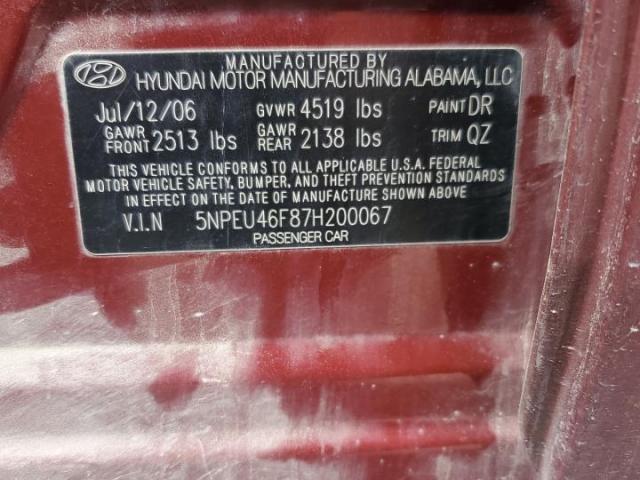 MANUFACTURED BY
HYUNDAI MOTOR MANUFACTURING ALABAMA, LLC
Jul/12/06 GVWR 4519 lbs PAINT DR
GAWR FRONT 2513 lbs GAWR REAR 2138 lbs TRIM QZ
THIS VEHICLE CONFORMS TO ALL APPLICABLE U.S.A. FEDERAL
MOTOR VEHICLE SAFETY, BUMPER, AND THEFT PREVENTION STANDARDS
IN EFFECT ON THE DATE OF MANUFACTURE SHOWN ABOVE
V.I.N 5NPEU46F87H200067
PASSENGER CAR